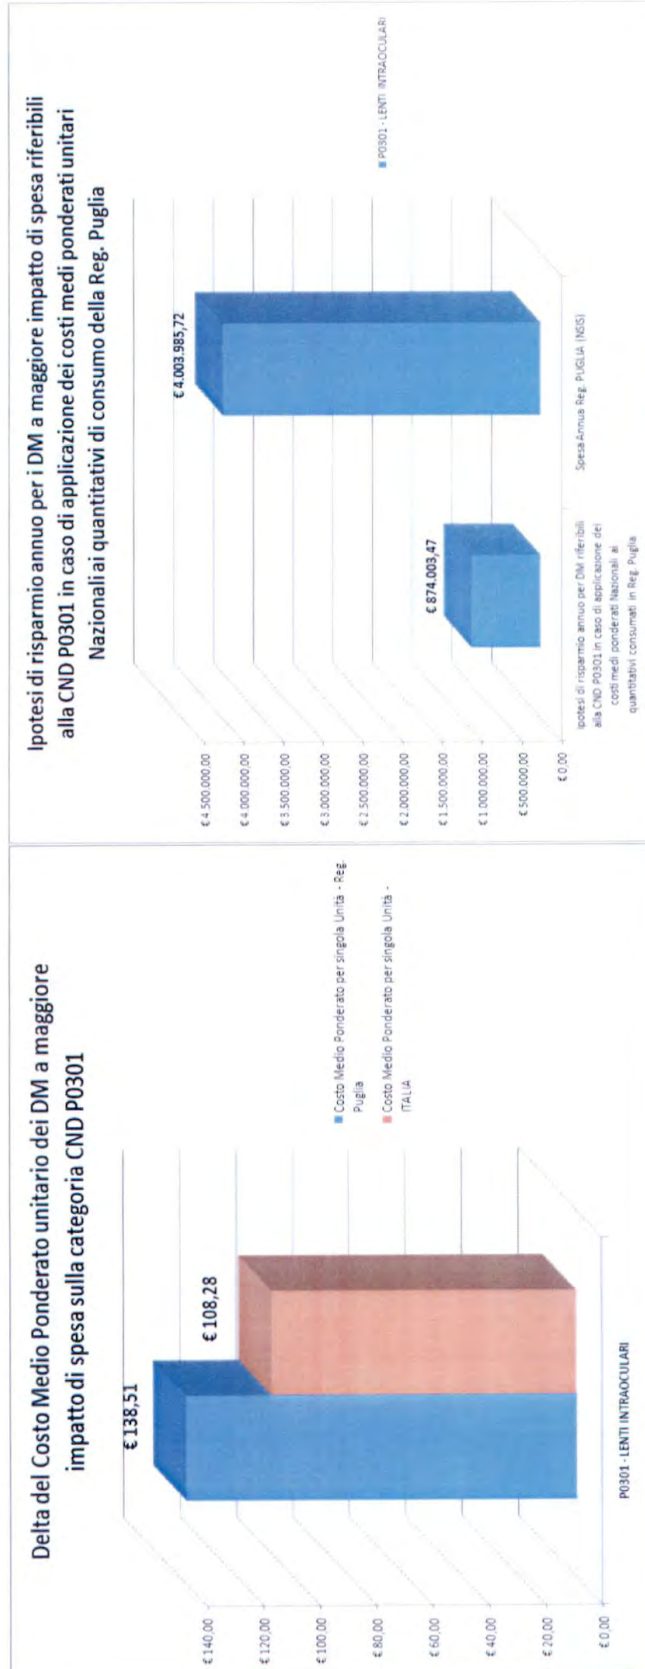 Delta del Costo Medio Ponderato unitario dei DM a maggiore
impatto di spesa sulla categoria CND P0301
€ 138,51
€ 108,28
€ 140,00
€ 120,00
€ 100,00
€ 80,00
€ 60,00
€ 40,00
€ 20,00
€ 0,00
P0301 - LENTI INTRAOCULARI
Costo Medio Ponderato per singola Unità - Reg.
Puglia
Costo Medio Ponderato per singola Unità -
ITALIA
Ipotesi di risparmio annuo per i DM a maggiore impatto di spesa riferibili
alla CND P0301 in caso di applicazione dei costi medi ponderati unitari
Nazionali ai quantitativi di consumo della Reg. Puglia
€ 4.003.985,72
€ 874.003,47
€ 4.500.000,00
€ 4.000.000,00
€ 3.500.000,00
€ 3.000.000,00
€ 2.500.000,00
€ 2.000.000,00
€ 1.500.000,00
€ 1.000.000,00
€ 500.000,00
€ 0,00
Ipotesi di risparmio annuo per DM riferibili
alla CND P0301 in caso di applicazione dei
costi medi ponderati Nazionali ai
quantitativi consumati in Reg. Puglia
Spesa Annua Reg. PUGLIA (NSIS)
P0301 - LENTI INTRAOCULARI